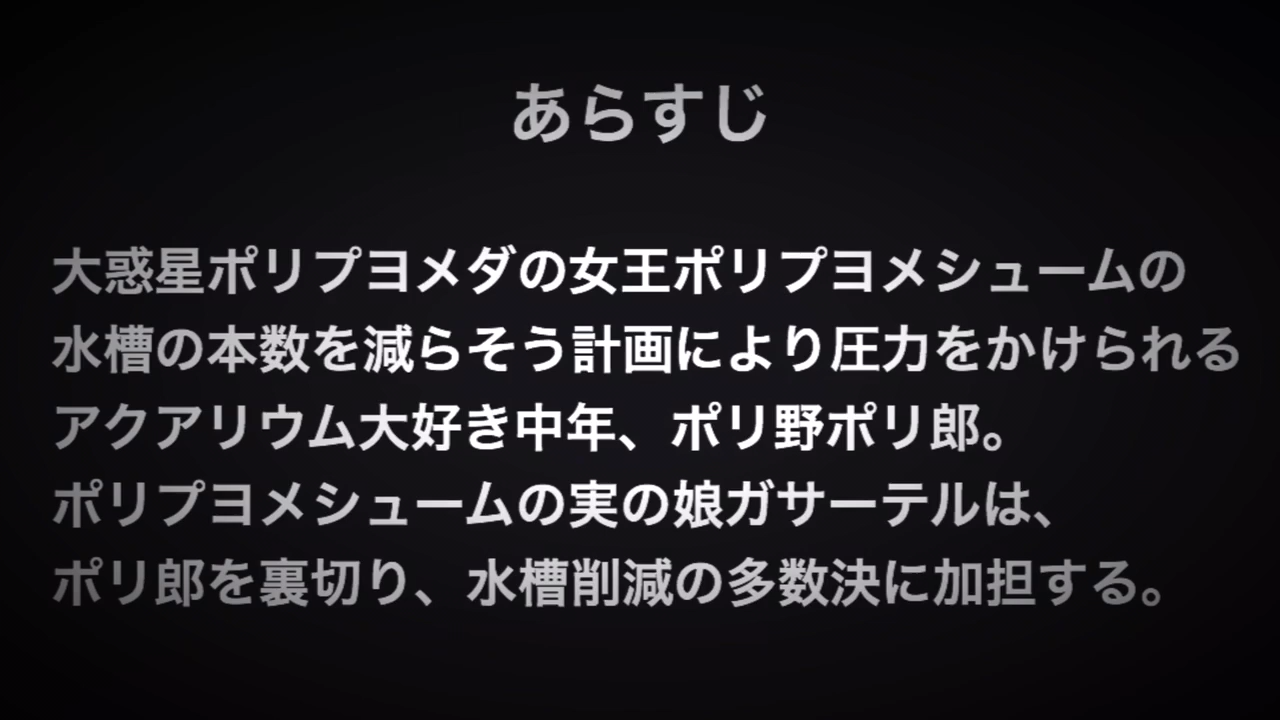 あらすじ
大惑星ポリプヨメダの女王ポリプヨメシュームの
水槽の本数を減らそう計画により圧力をかけられる
アクアリウム大好き中年、ポリ野ポリ郎。
ポリプヨメシュームの実の娘ガサーテルは、
ポリ郎を裏切り、水槽削減の多数決に加担する。